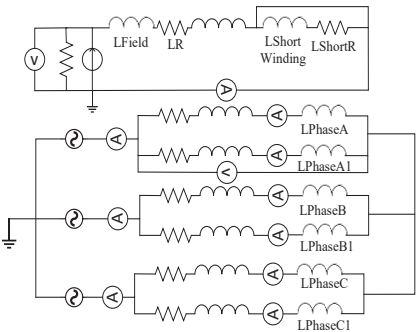 LField
LR
LShort
Winding
LShortR
V
A
A
A
LPhaseA
A
LPhaseA1
V
A
A
LPhaseB
A
LPhaseB1
A
A
LPhaseC
A
LPhaseC1